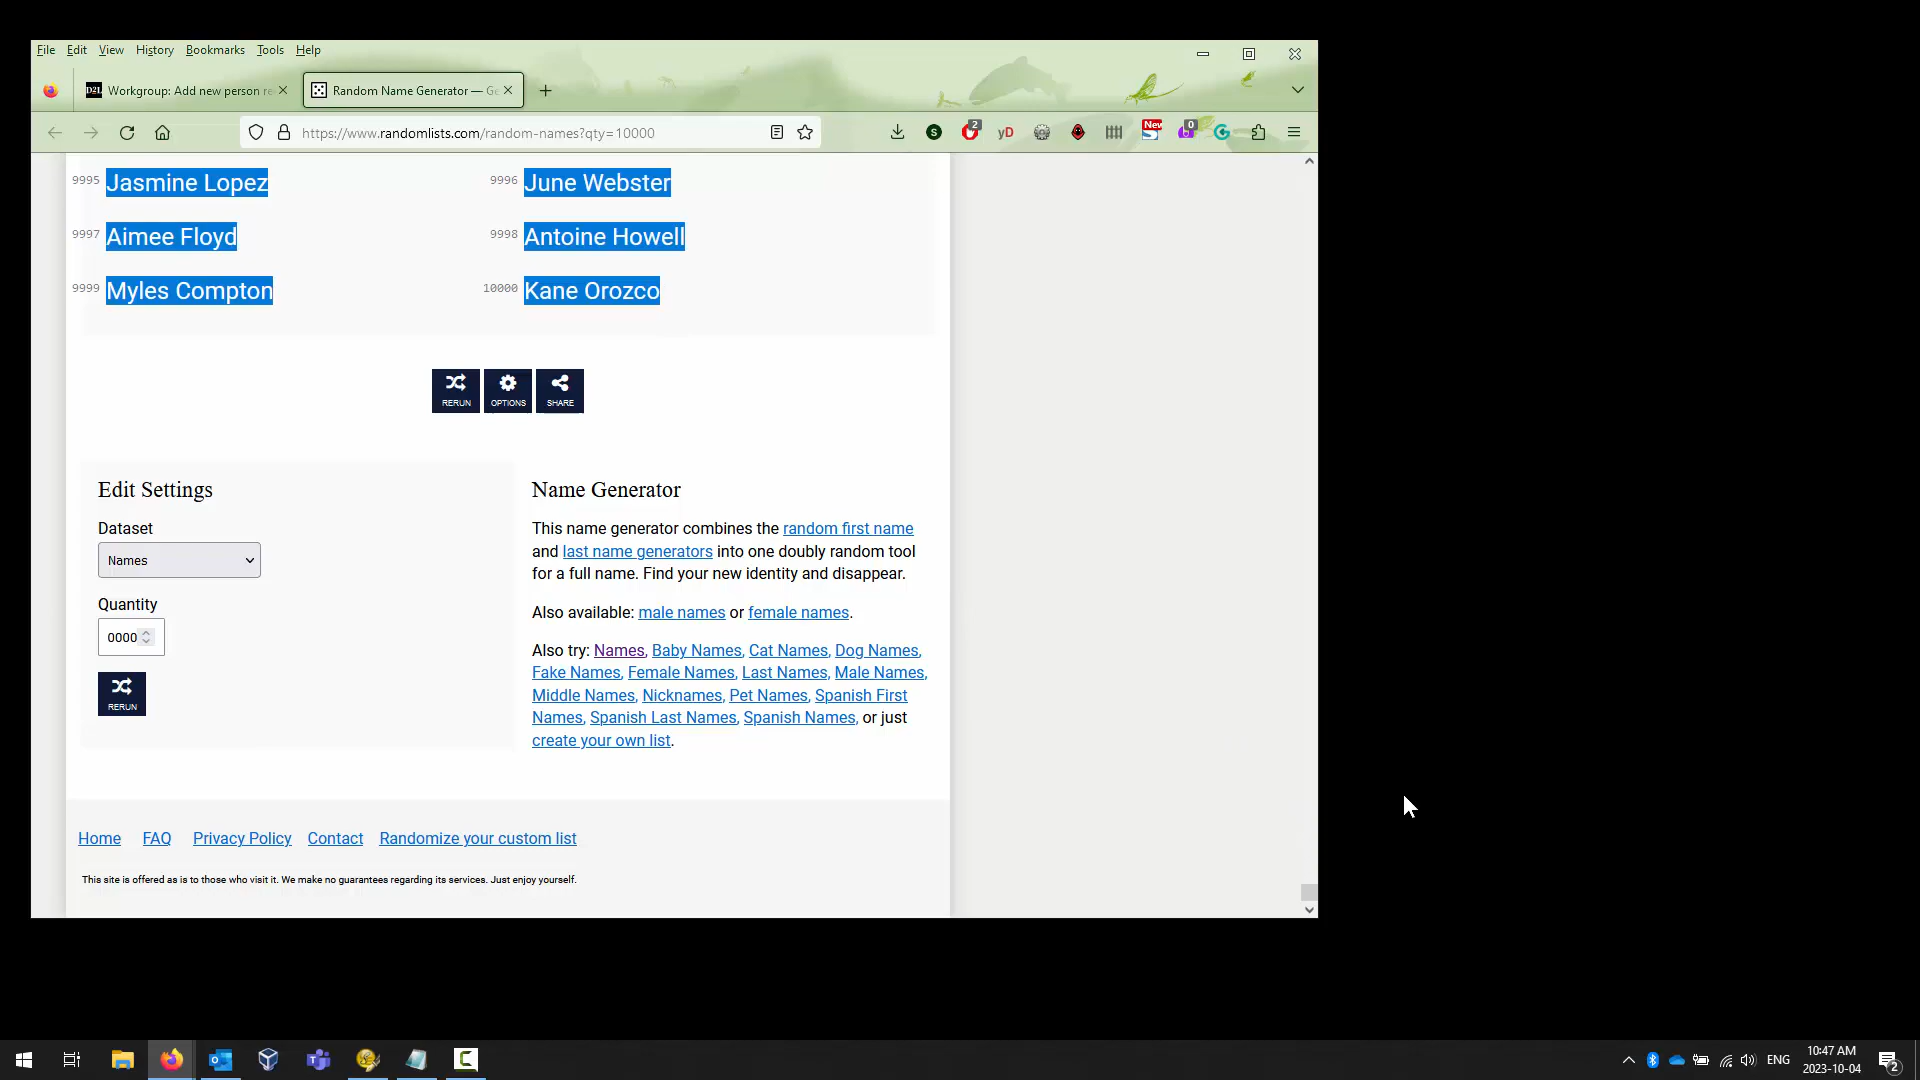 File Edit View History Bookmarks Tools Help
D2L Workgroup: Add new person re
Random Name Generator — Ge
https://www.randomlists.com/random-names?qty=10000
2
S
yD
New
0
9995 Jasmine Lopez
9996 June Webster
9997 Aimee Floyd
9998 Antoine Howell
9999 Myles Compton
10000 Kane Orozco
RERUN OPTIONS SHARE
Edit Settings
Dataset
Names
Quantity
0000
RERUN
Name Generator
This name generator combines the random first name
and last name generators into one doubly random tool
for a full name. Find your new identity and disappear.
Also available: male names or female names.
Also try: Names, Baby Names, Cat Names, Dog Names,
Fake Names, Female Names, Last Names, Male Names,
Middle Names, Nicknames, Pet Names, Spanish First
Names, Spanish Last Names, Spanish Names, or just
create your own list.
Home FAQ Privacy Policy Contact Randomize your custom list
This site is offered as is to those who visit it. We make no guarantees regarding its services. Just enjoy yourself.
ENG
10:47 AM
2023-10-04
2